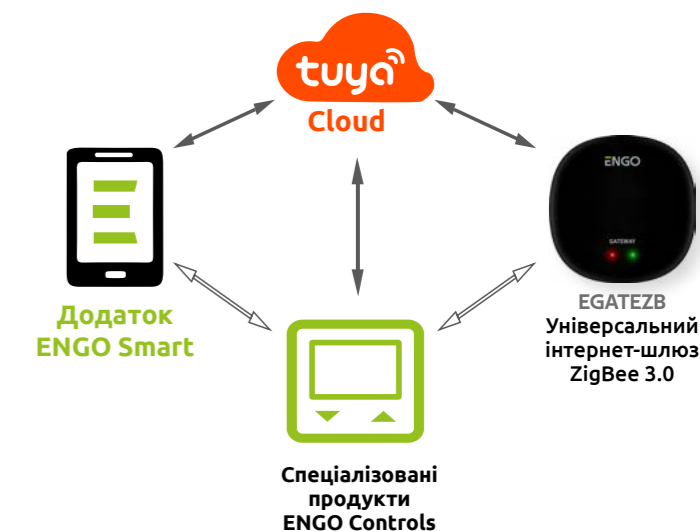 tuya
Cloud
ENGO
GATEWAY
Додаток
ENGO Smart
EGATEZB
Універсальний
інтернет-шлюз
ZigBee 3.0
Спеціалізовані
продукти
ENGO Controls